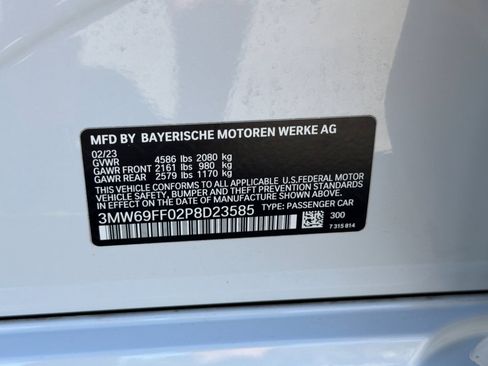 MFD BY BAYERISCHE MOTOREN WERKE AG
02/23
GVWR 4586 lbs 2080 kg
GAWR FRONT 2161 lbs 980 kg
GAWR REAR 2579 lbs 1170 kg
THIS VEHICLE CONFORMS TO ALL APPLICABLE U.S.FEDERAL MOTOR
VEHICLE SAFETY, BUMPER AND THEFT PREVENTION STANDARDS
IN EFFECT ON THE DATE OF MANUFACTURE SHOWN ABOVE.
3MW69FF02P8D23585 TYPE: PASSENGER CAR
300
7 315 814